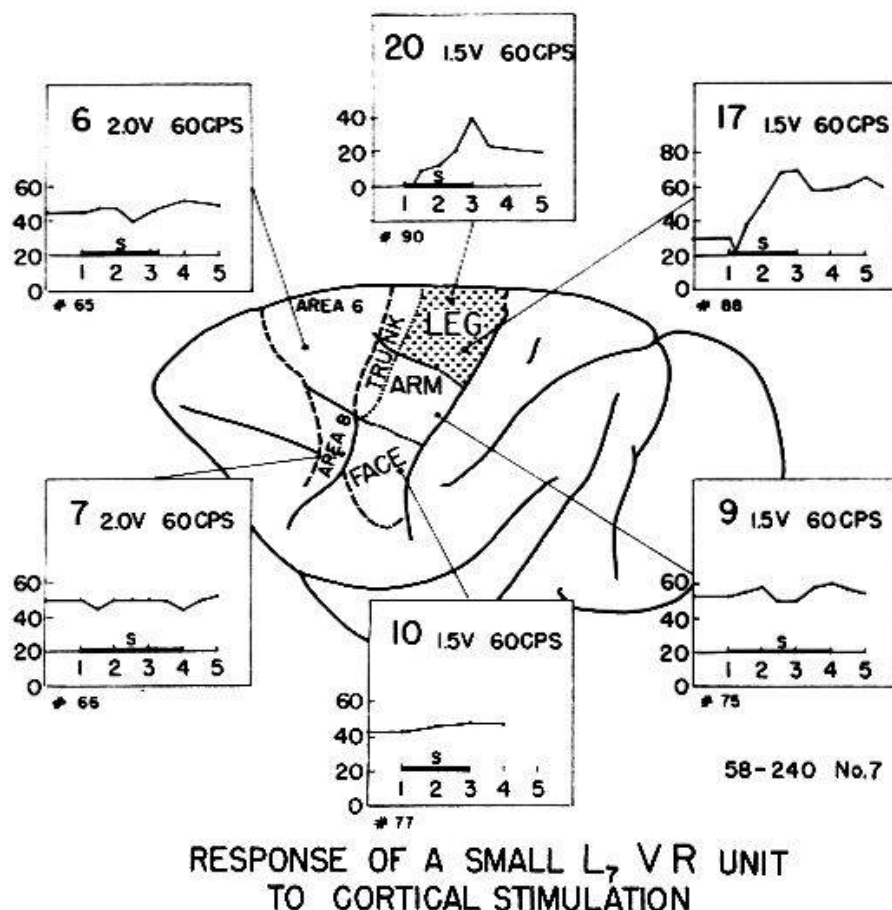 20 1.5V 60CPS
40
20
0
S
1 2 3 4 5
# 90
6 2.0V 60CPS
60
40
20
0
S
1 2 3 4 5
# 65
17 1.5V 60CPS
80
60
40
20
0
S
1 2 3 4 5
# 88
AREA 6
TRUNK
LEG
ARM
AREA 8
FACE
7 2.0V 60CPS
60
40
20
0
S
1 2 3 4 5
# 66
10 1.5V 60CPS
60
40
20
0
S
1 2 3 4 5
# 77
9 1.5V 60CPS
60
40
20
0
S
1 2 3 4 5
# 75
58-240 No.7
RESPONSE OF A SMALL L7 VR UNIT
TO CORTICAL STIMULATION